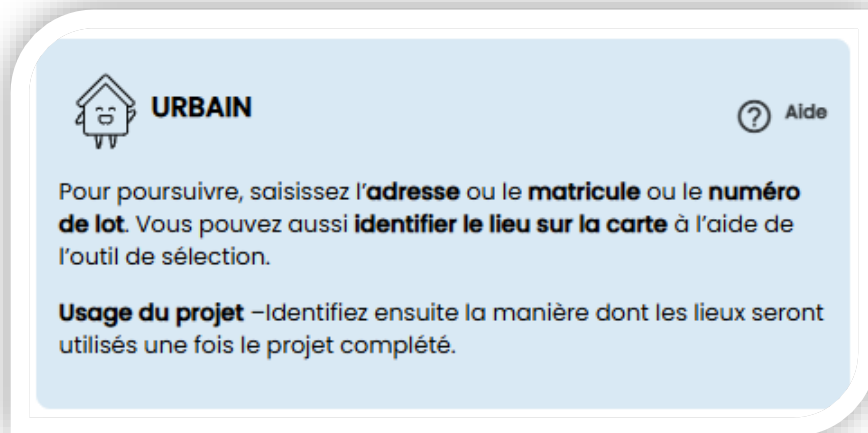 URBAIN
Aide
Pour poursuivre, saisissez l’adresse ou le matricule ou le numéro
de lot. Vous pouvez aussi identifier le lieu sur la carte à l’aide de
l’outil de sélection.
Usage du projet –Identifiez ensuite la manière dont les lieux seront
utilisés une fois le projet complété.